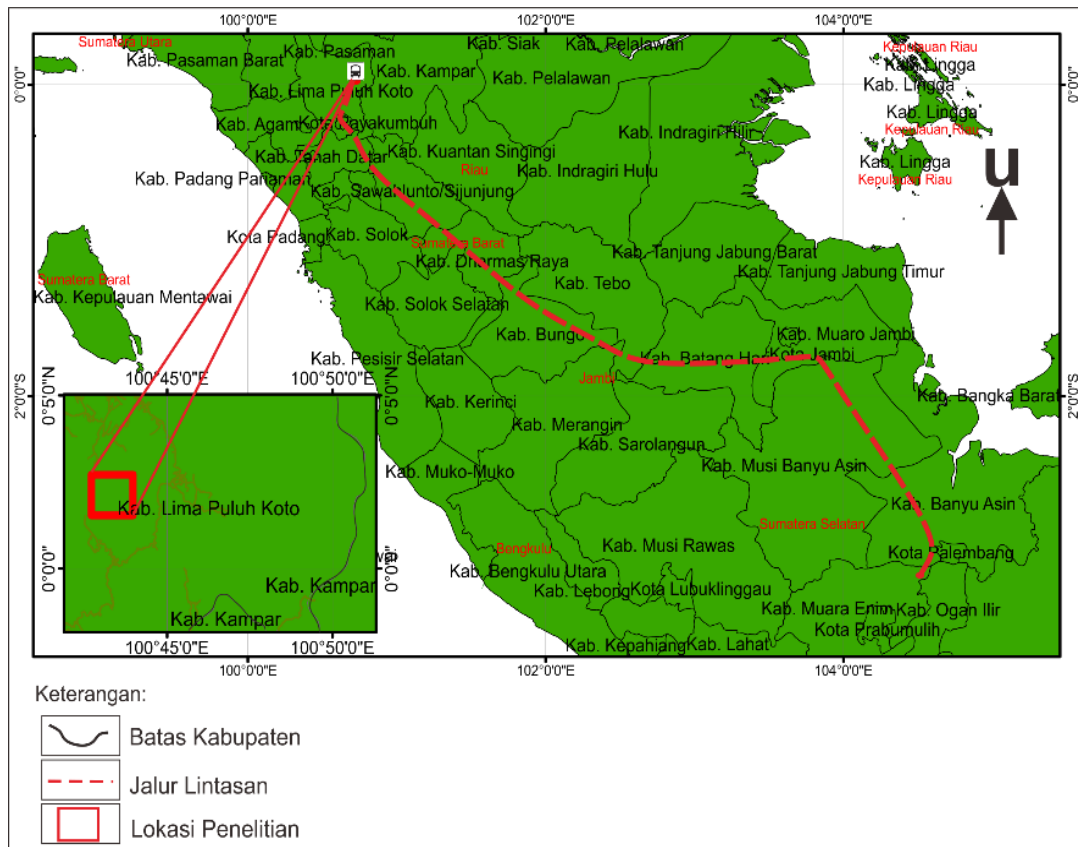 100°0'0"E 102°0'0"E 104°0'0"E
Sumatera Utara
Kab. Pasaman
Kab. Siak
Kab. Pelalawan
Kepulauan Riau
Kab. Pasaman Barat
Kab. Kampar
Kab. Pelalawan
Kab. Lingga
0°0'0" 0°0'0"
Kab. Lima Puluh Koto
Kab. Lingga
Kab. Lingga
Kab. Agam
Kota Payakumbuh
Kab. Indragiri Hilir
Kepulauan Riau
Kab. Tanah Datar
Kab. Kuantan Singingi
Kab. Lingga
Kab. Padang Pariaman
Riau
Kab. Indragiri Hulu
Kepulauan Riau
u
Kab. Sawahlunto/Sijunjung
Kota Padang
Kab. Solok
Sumatera Barat
Kab. Dharmas Raya
Kab. Tanjung Jabung Barat
Kab. Tanjung Jabung Timur
Sumatera Barat
Kab. Kepulauan Mentawai
Kab. Tebo
Kab. Solok Selatan
Kab. Bungo
Kab. Muaro Jambi
Kab. Pesisir Selatan
Kab. Batang Hari
Kota Jambi
Jambi
100°45'0"E 100°50'0"E
2°0'0"S 2°0'0"S
0°5'0"N 0°5'0"N
Kab. Kerinci
Kab. Bangka Barat
Kab. Merangin
Kab. Sarolangun
Kab. Muko-Muko
Kab. Musi Banyu Asin
Kab. Lima Puluh Koto
Kab. Banyu Asin
Sumatera Selatan
Kab. Musi Rawas
Kota Palembang
Bengkulu
0°0'0" 0°0'0"
Kab. Bengkulu Utara
Kab. Kampar
Kab. Lebong
Kota Lubuklinggau
Kab. Kampar
Kab. Muara Enim
Kab. Ogan Ilir
Kota Prabumulih
Kab. Kepahiang
Kab. Lahat
100°45'0"E 100°50'0"E
100°0'0"E 102°0'0"E 104°0'0"E
Keterangan:
Batas Kabupaten
Jalur Lintasan
Lokasi Penelitian